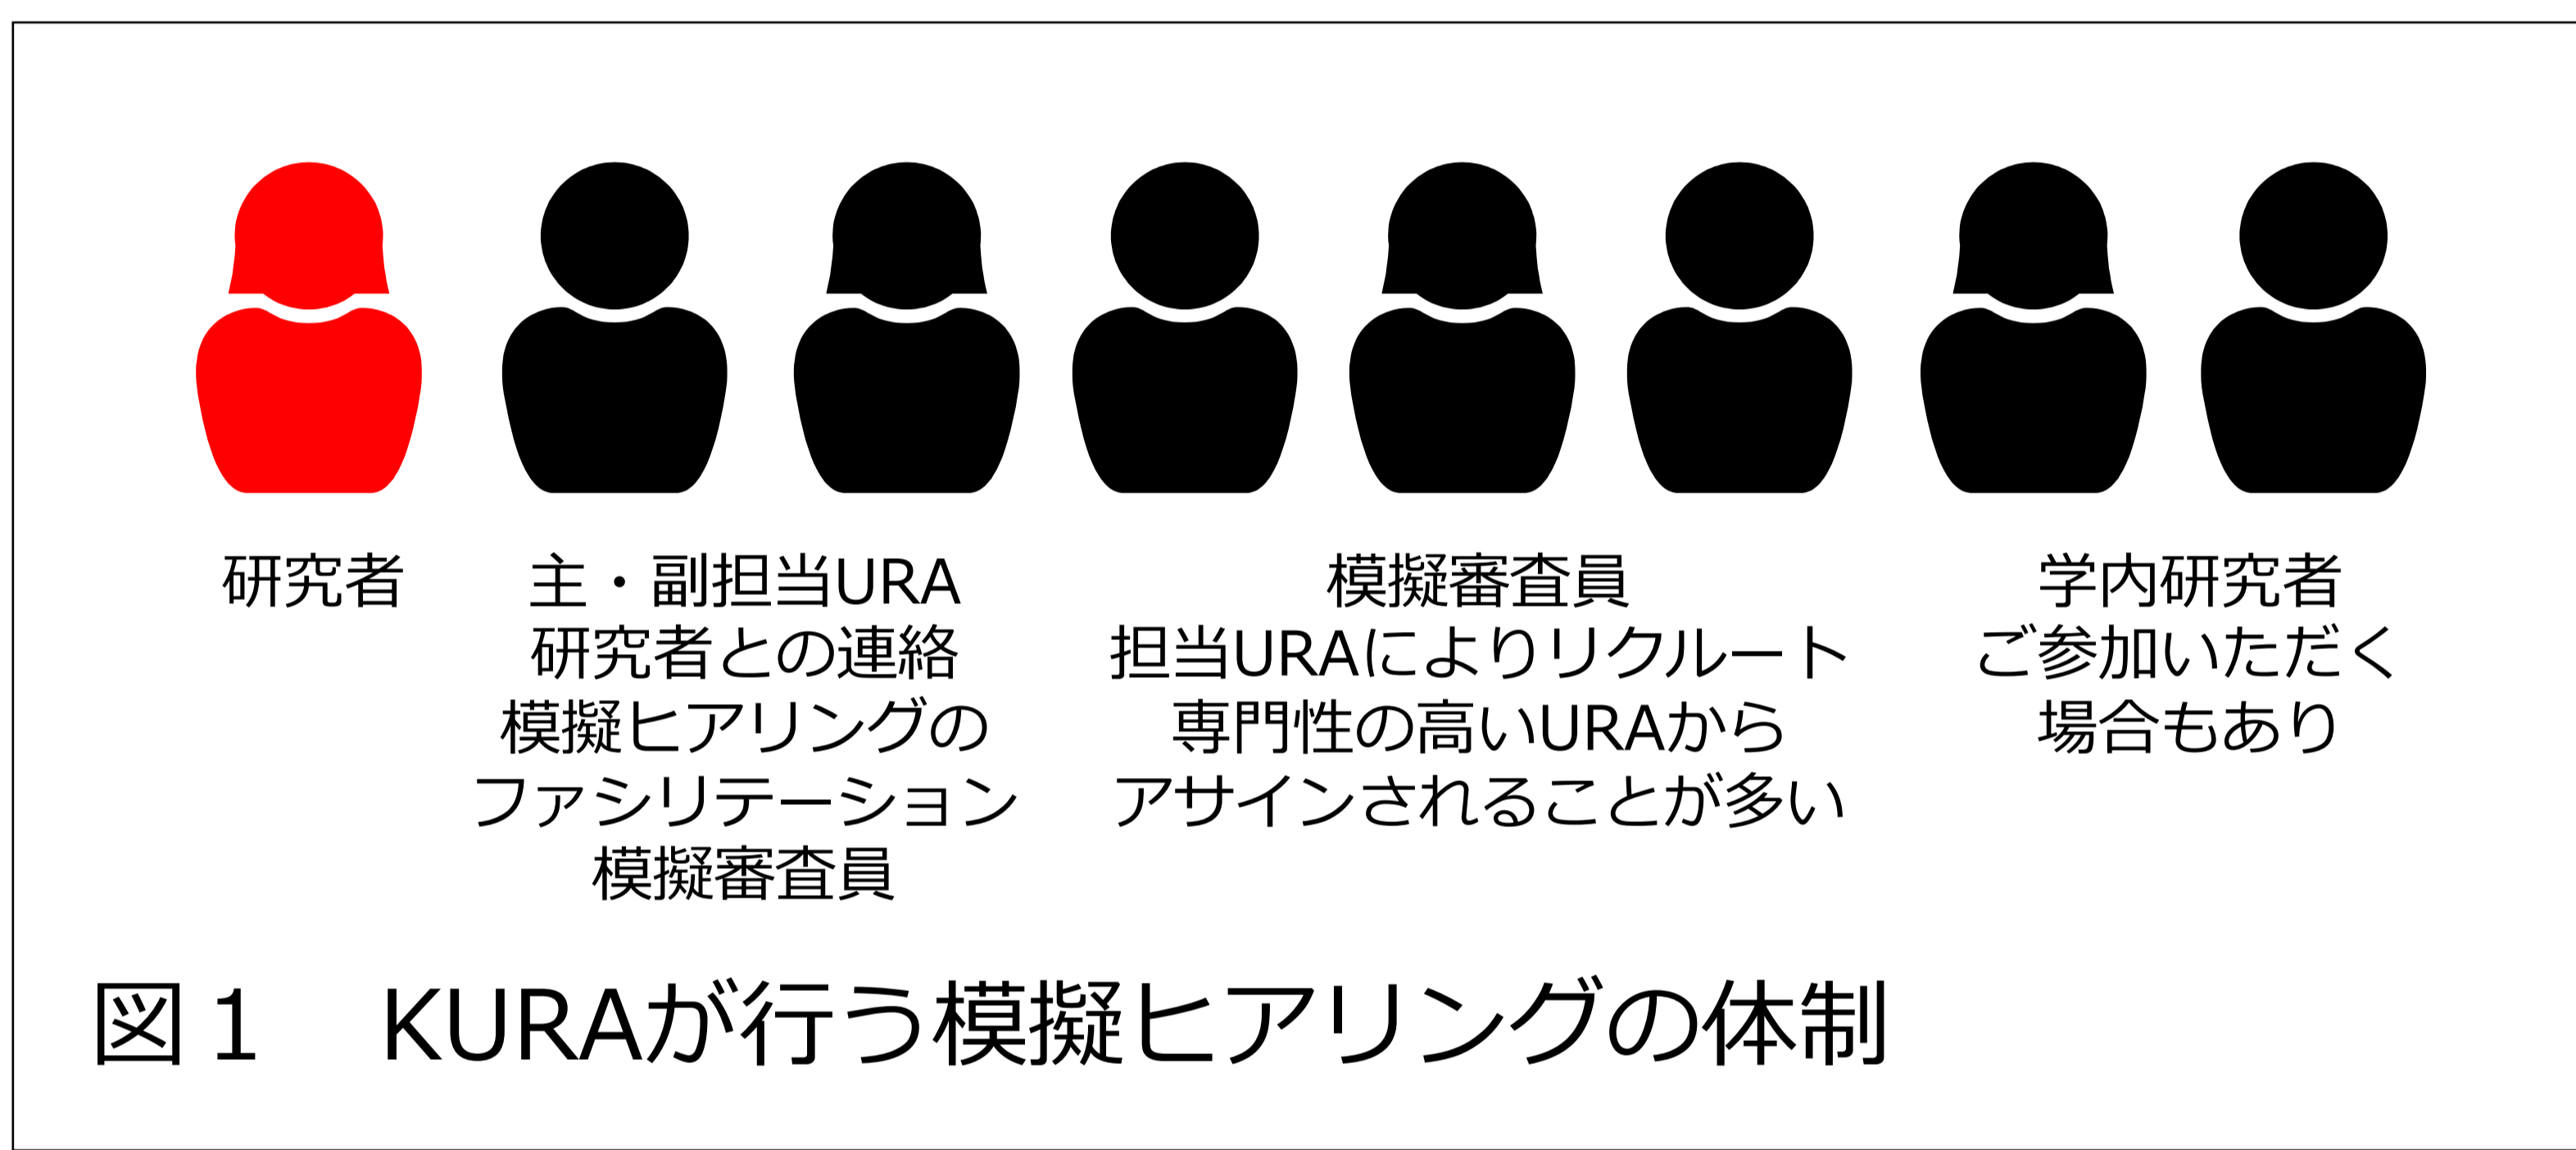 研究者
主・副担当URA
研究者との連絡
模擬ヒアリングの
ファシリテーション
模擬審査員
模擬審査員
担当URAによりリクルート
専門性の高いURAから
アサインされることが多い
学内研究者
ご参加いただく
場合もあり
図1　KURAが行う模擬ヒアリングの体制